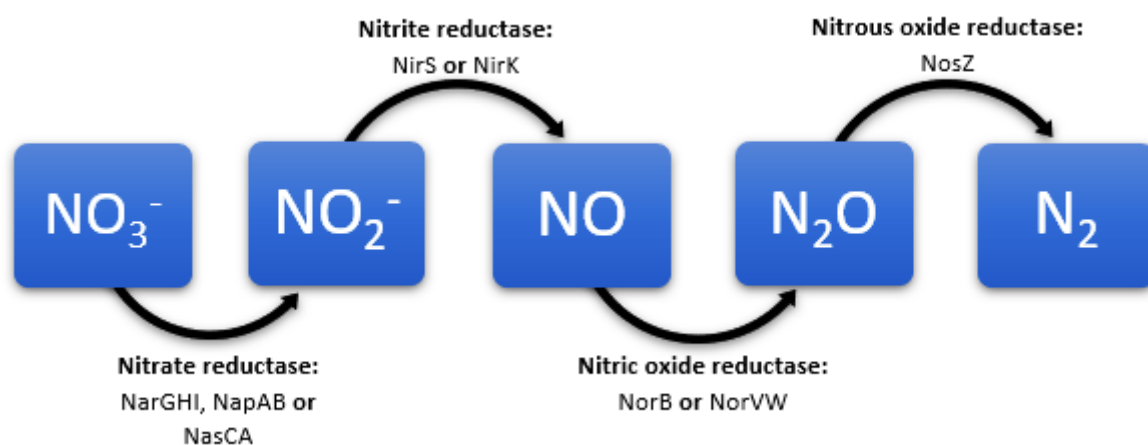 Nitrite reductase:
NirS or NirK
Nitrous oxide reductase:
NosZ
NO₃⁻
NO₂⁻
NO
N₂O
N₂
Nitrate reductase:
NarGHI, NapAB or
NasCA
Nitric oxide reductase:
NorB or NorVW